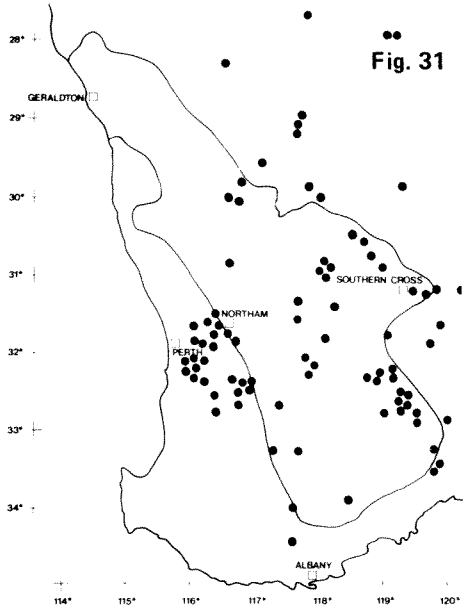 28°
Fig. 31
GERALDTON
29°
30°
31°
SOUTHERN CROSS
NORTHAM
32°
PERTH
33°
34°
ALBANY
114° 115° 116° 117° 118° 119° 120°